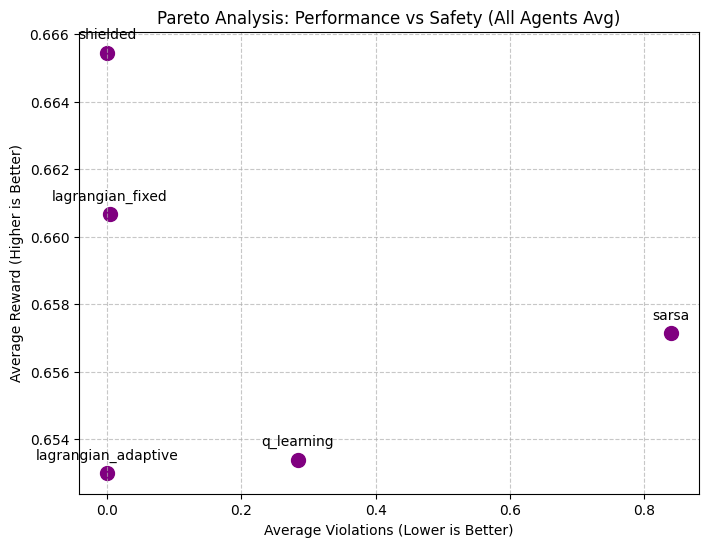 Pareto Analysis: Performance vs Safety (All Agents Avg)
shielded
0.666
0.664
0.662
lagrangian_fixed
0.660
0.658
sarsa
0.656
q_learning
0.654
lagrangian_adaptive
Average Reward (Higher is Better)
0.0 0.2 0.4 0.6 0.8
Average Violations (Lower is Better)